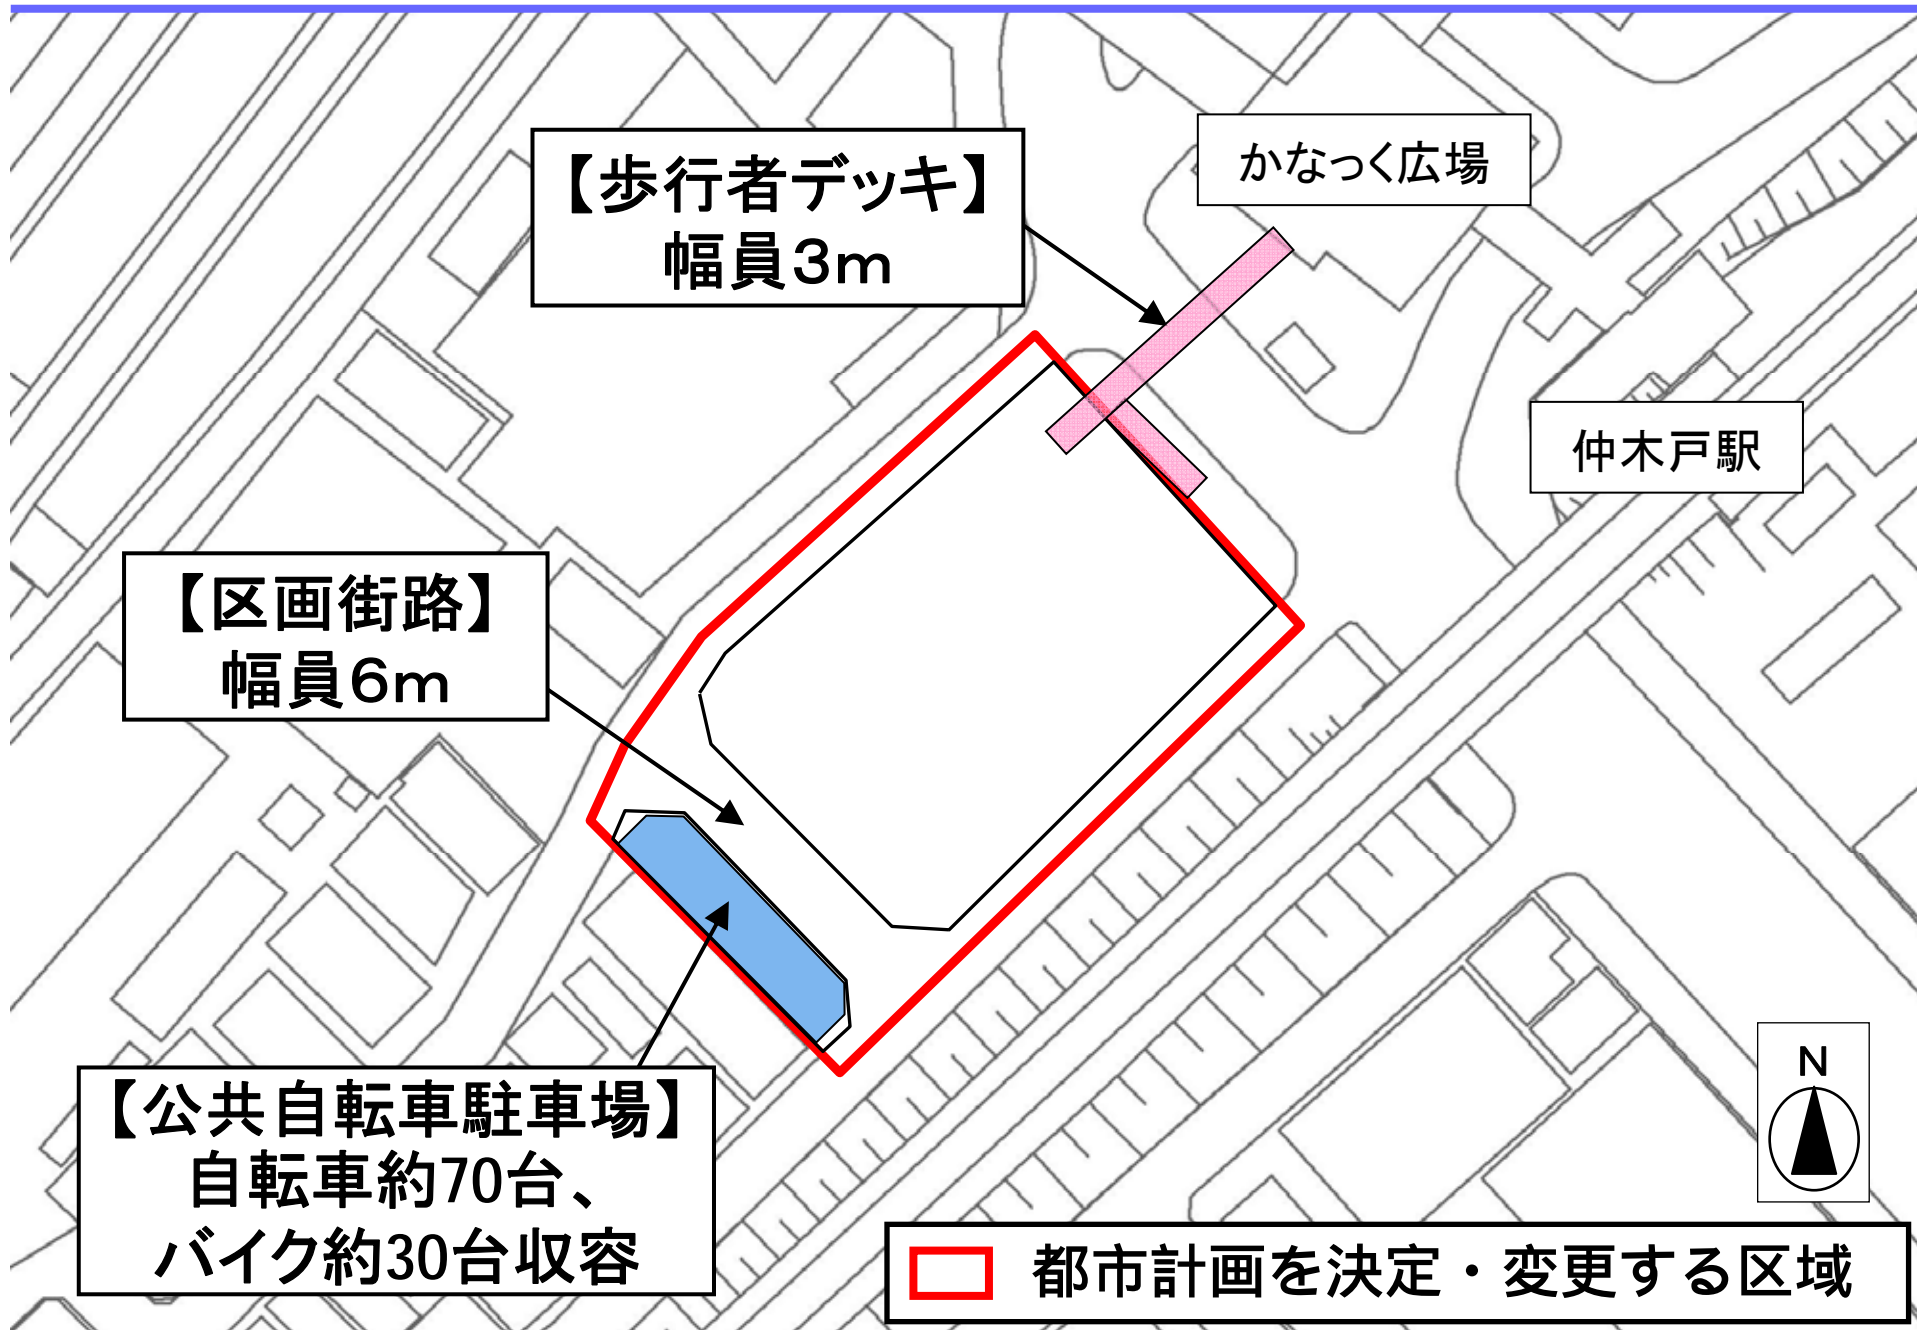 【歩行者デッキ】
幅員3m
かなっく広場
仲木戸駅
【区画街路】
幅員6m
【公共自転車駐車場】
自転車約70台、
バイク約30台収容
N
都市計画を決定・変更する区域